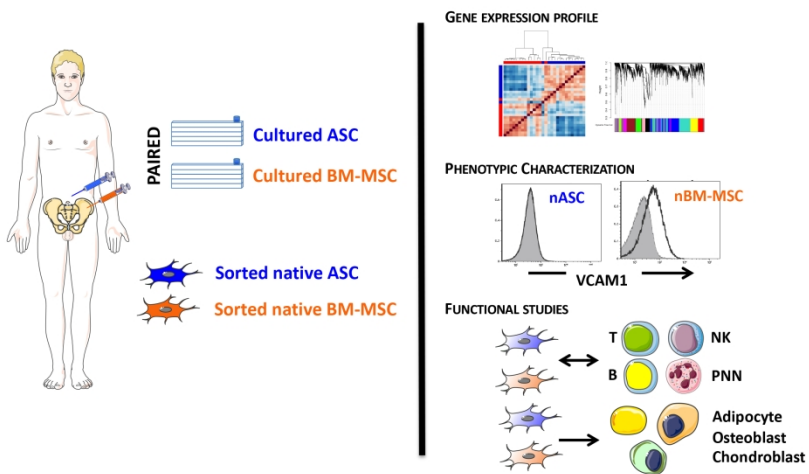 PAIRED
Cultured ASC
Cultured BM-MSC
Sorted native ASC
Sorted native BM-MSC
GENE EXPRESSION PROFILE
PHENOTYPIC CHARACTERIZATION
nASC
nBM-MSC
VCAM1
FUNCTIONAL STUDIES
T
NK
B
PNN
Adipocyte
Osteoblast
Chondroblast